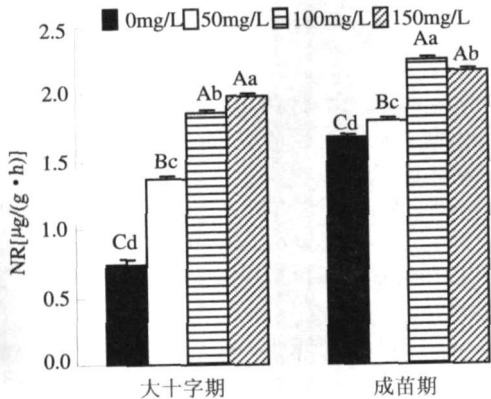 0mg/L 50mg/L 100mg/L 150mg/L
2.5
2.0
1.5
1.0
0.5
0.0
NR[μg/(g·h)]
Cd
Bc
Ab
Aa
Cd
Bc
Aa
Ab
大十字期
成苗期